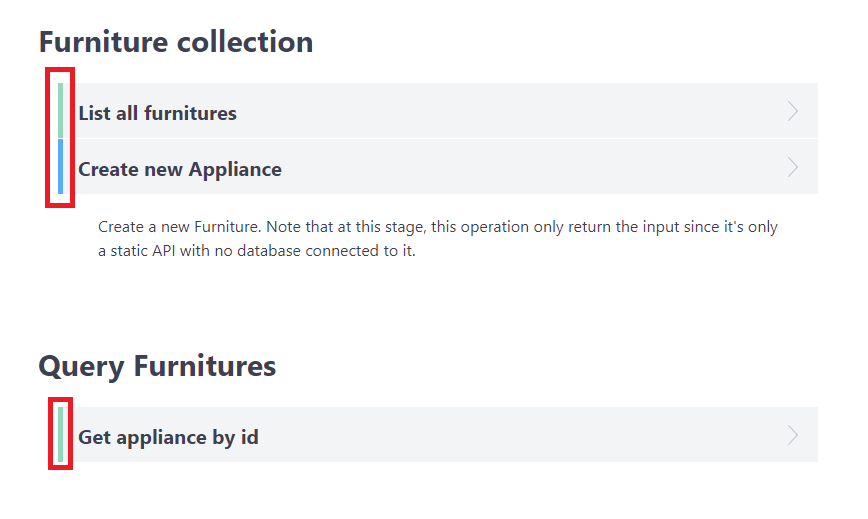 Furniture collection
List all furnitures
Create new Appliance
Create a new Furniture. Note that at this stage, this operation only return the input since it's only
a static API with no database connected to it.
Query Furnitures
Get appliance by id